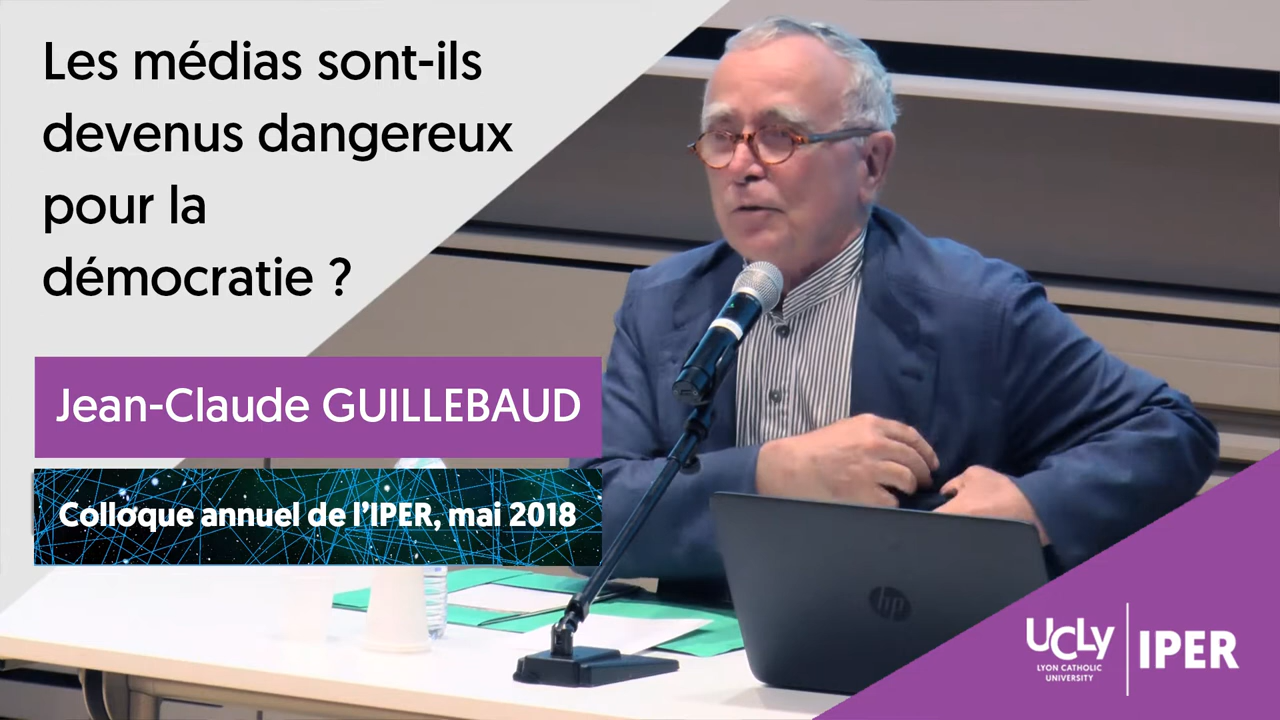 Les médias sont-ils
devenus dangereux
pour la
démocratie ?
Jean-Claude GUILLEBAUD
Colloque annuel de l'IPER, mai 2018
hp
UCLy
LYON CATHOLIC
UNIVERSITY
IPER